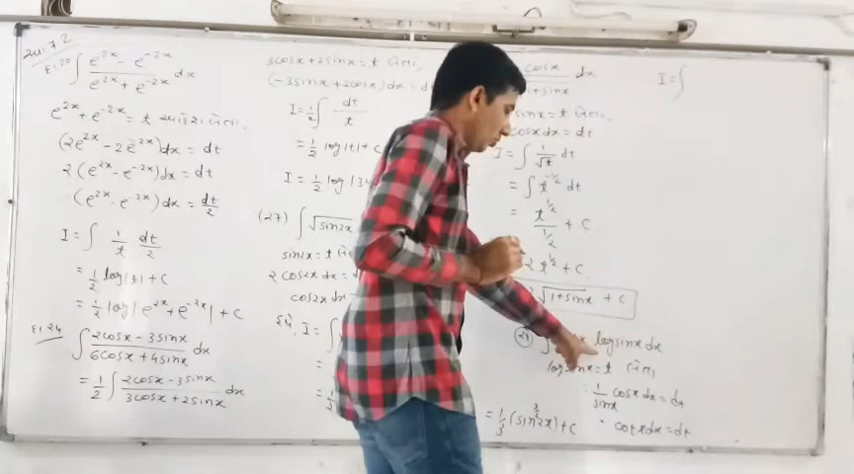 દા. 7.2
દા. 20 ∫ e^{2x} - e^{-2x} / e^{2x} + e^{-2x} dx
e^{2x} + e^{-2x} = t
(2e^{2x} - 2e^{-2x})dx = dt
2(e^{2x} - e^{-2x})dx = dt
(e^{2x} - e^{-2x})dx = dt/2
I = ∫ 1/t dt/2
= 1/2 log|t| + c
= 1/2 log|e^{2x} + e^{-2x}| + c
દા. 24 ∫ 2cosx - 3sinx / 6cosx + 4sinx dx
= 1/2 ∫ 2cosx - 3sinx / 3cosx + 2sinx dx
3cosx + 2sinx = t લેતાં,
(-3sinx + 2cosx)dx = d
I = 1/2 ∫ dt/t
= 1/2 log|t| + c
I = 1/2 log|3
(27) ∫ √sin2x
sin2x = t
2cos2x dx =
cos2x dx =
I = ∫
=
= 1/
= 1/3 (sin2x)^{3/2} + c
cosx / +sinx dx
sinx = t લેતાં,
cosx dx = dt
I = ∫ 1/√t dt
= ∫ t^{-1/2} dt
= t^{1/2} / 1/2 + c
2 t^{1/2} + c
√1+sinx + c
(29) ∫ logsinx dx
logsinx = t લેતાં
1/sinx cosx dx = dt
cotx dx = dt
I = ∫